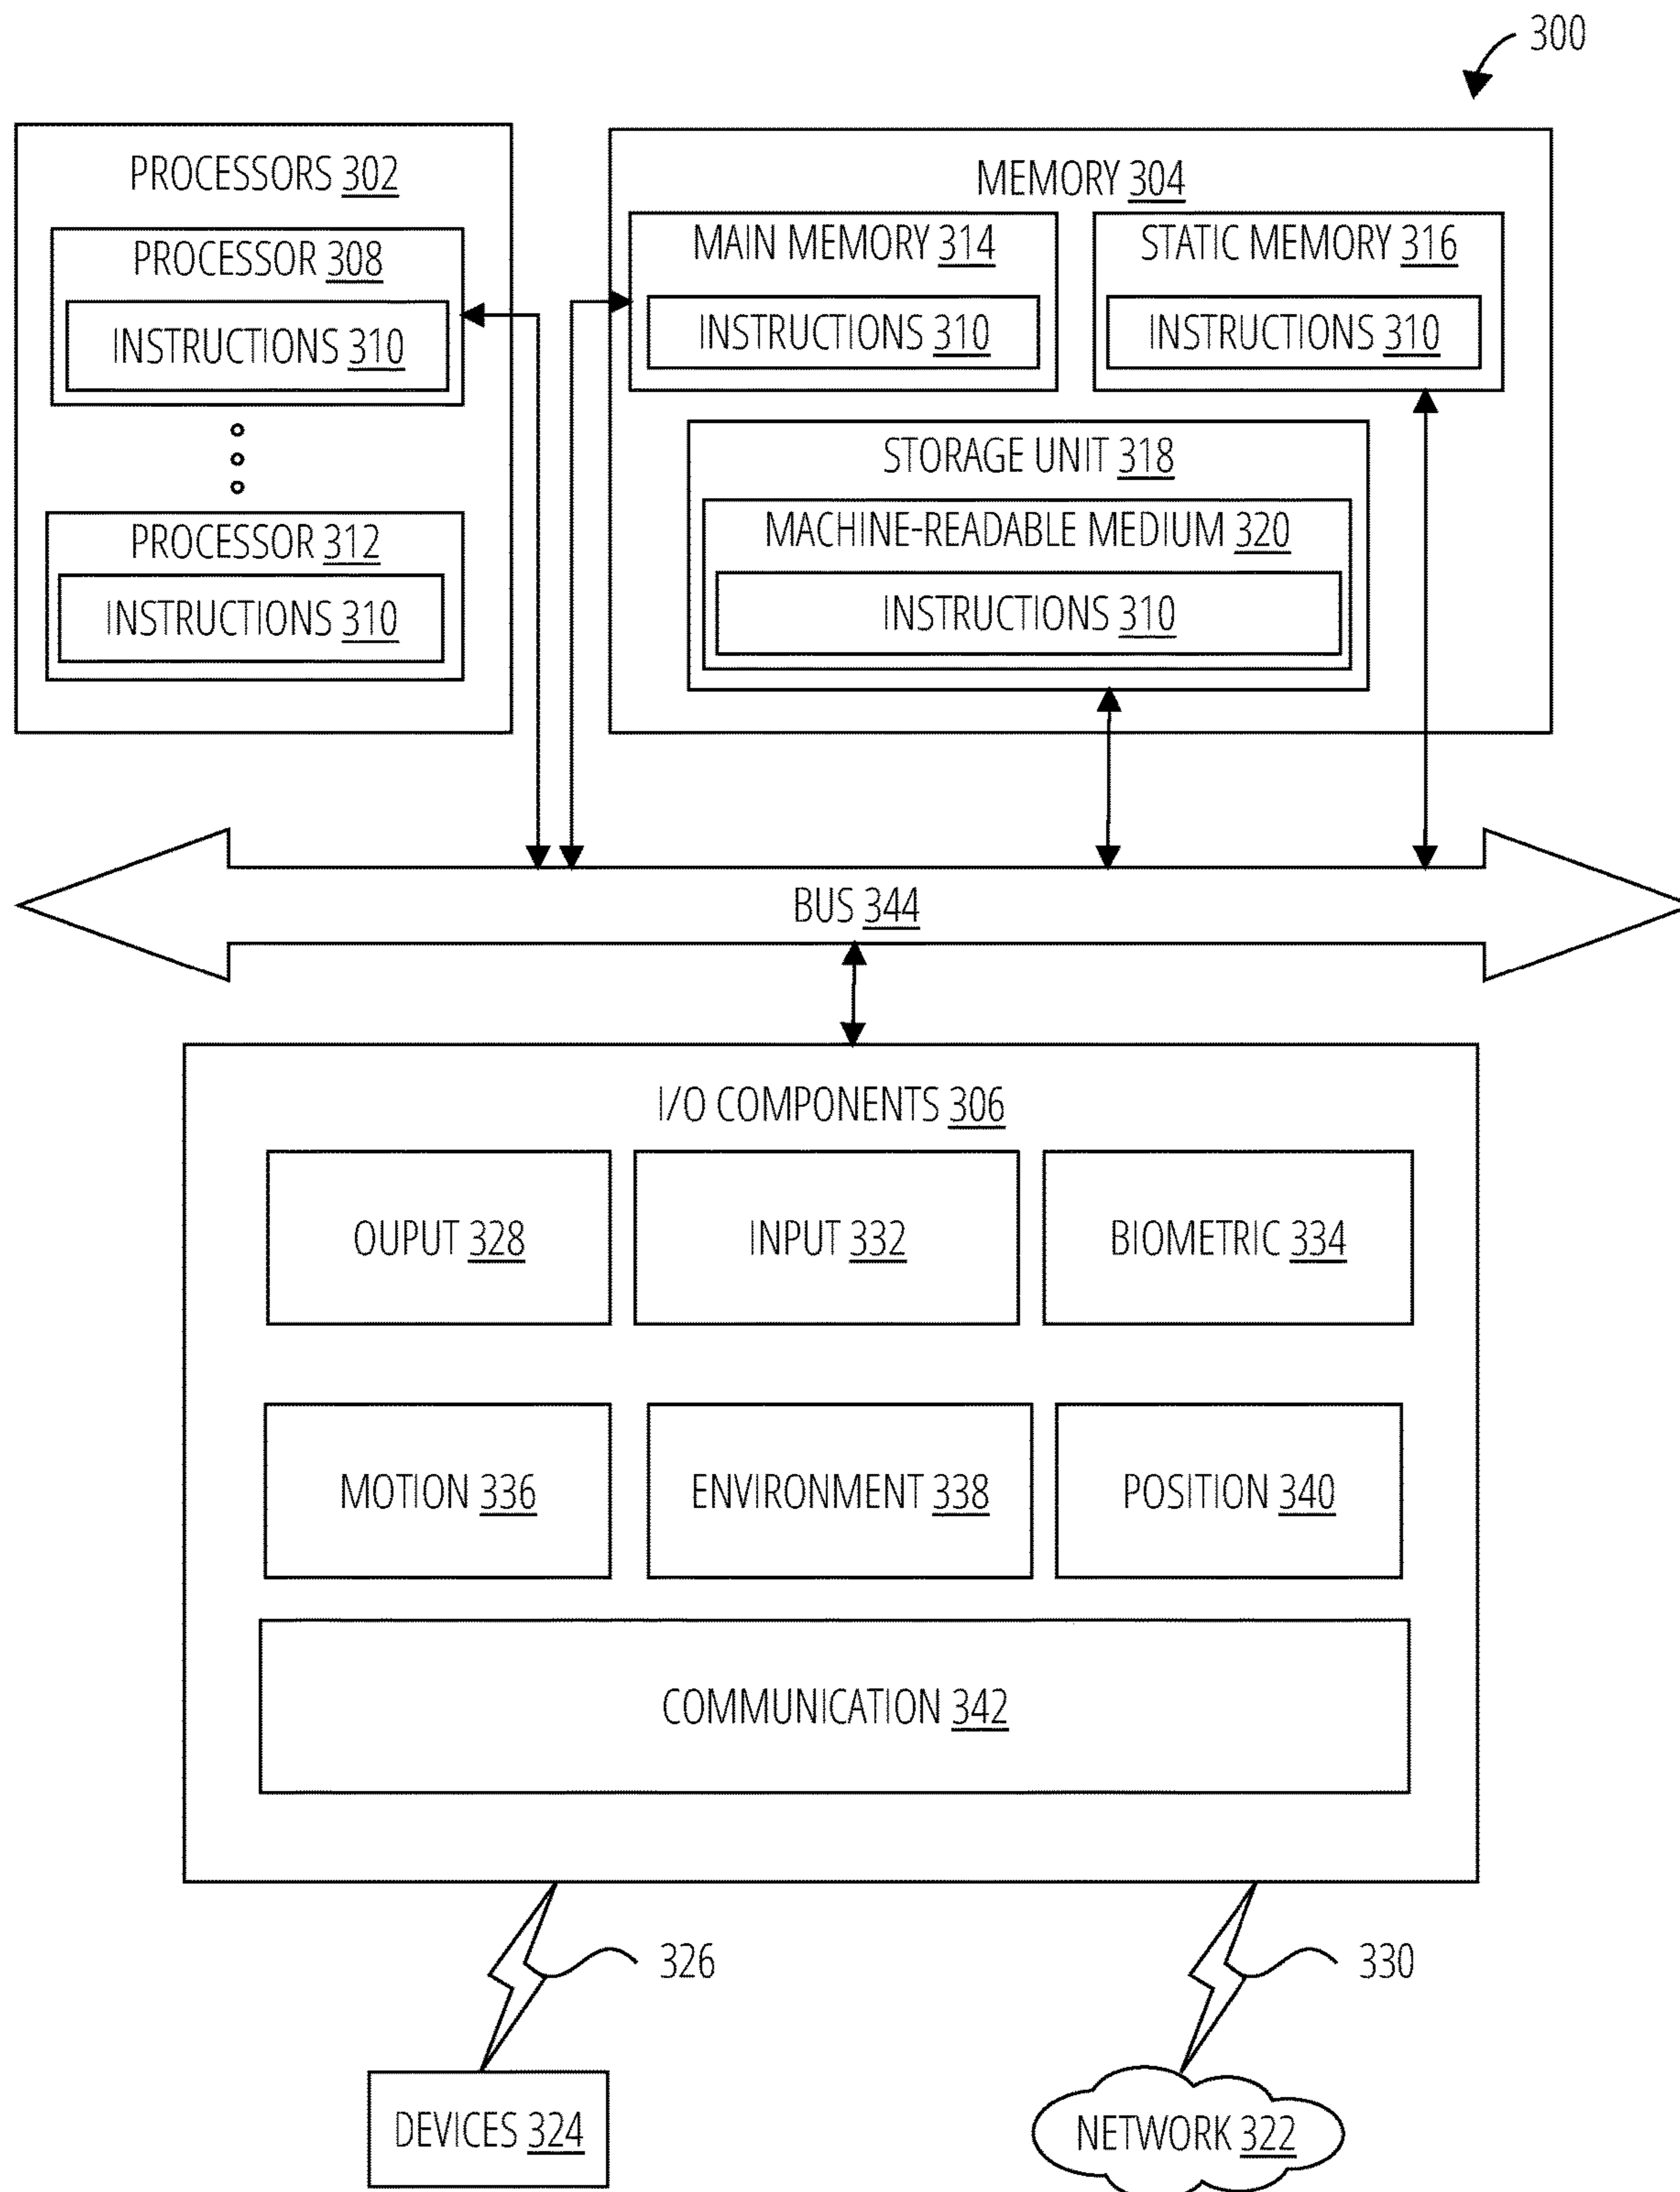 300
PROCESSORS 302
PROCESSOR 308
INSTRUCTIONS 310
PROCESSOR 312
INSTRUCTIONS 310
MEMORY 304
MAIN MEMORY 314
INSTRUCTIONS 310
STATIC MEMORY 316
INSTRUCTIONS 310
STORAGE UNIT 318
MACHINE-READABLE MEDIUM 320
INSTRUCTIONS 310
BUS 344
I/O COMPONENTS 306
OUPUT 328
INPUT 332
BIOMETRIC 334
MOTION 336
ENVIRONMENT 338
POSITION 340
COMMUNICATION 342
326
330
DEVICES 324
NETWORK 322